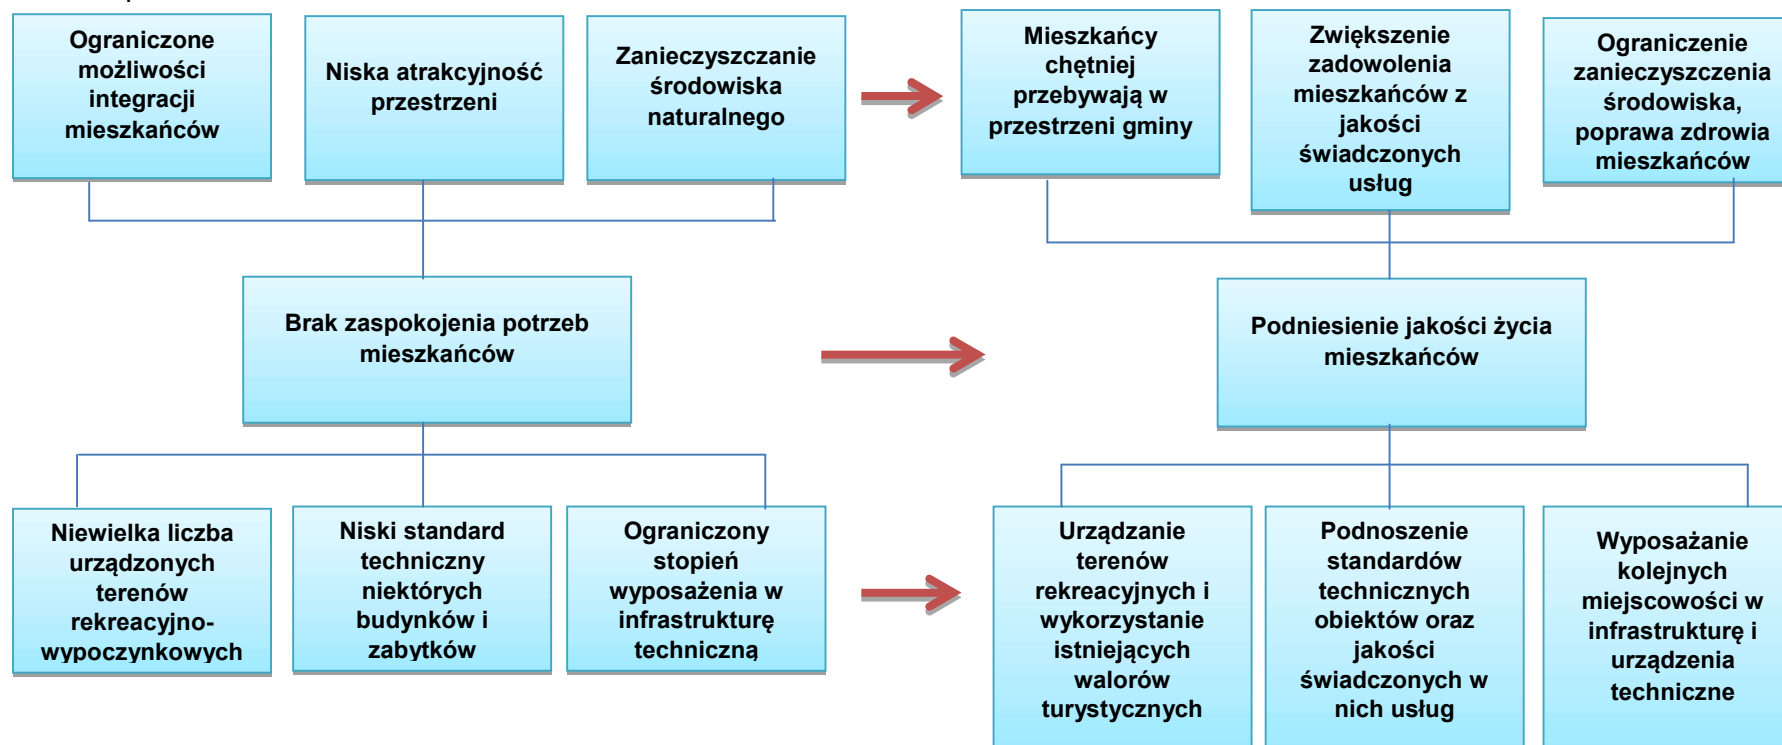 Ograniczone
możliwości
integracji
mieszkańców
Niska atrakcyjność
przestrzeni
Zanieczyszczanie
środowiska
naturalnego
Mieszkańcy
chętniej
przebywają w
przestrzeni gminy
Zwiększenie
zadowolenia
mieszkańców z
jakości
świadczonych
usług
Ograniczenie
zanieczyszczenia
środowiska,
poprawa zdrowia
mieszkańców
Brak zaspokojenia potrzeb
mieszkańców
Podniesienie jakości życia
mieszkańców
Niewielka liczba
urządzonych
terenów
rekreacyjno-
wypoczynkowych
Niski standard
techniczny
niektórych
budynków i
zabytków
Ograniczony
stopień
wyposażenia w
infrastrukturę
techniczną
Urządzanie
terenów
rekreacyjnych i
wykorzystanie
istniejących
walorów
turystycznych
Podnoszenie
standardów
technicznych
obiektów oraz
jakości
świadczonych w
nich usług
Wyposażanie
kolejnych
miejscowości w
infrastrukturę i
urządzenia
techniczne